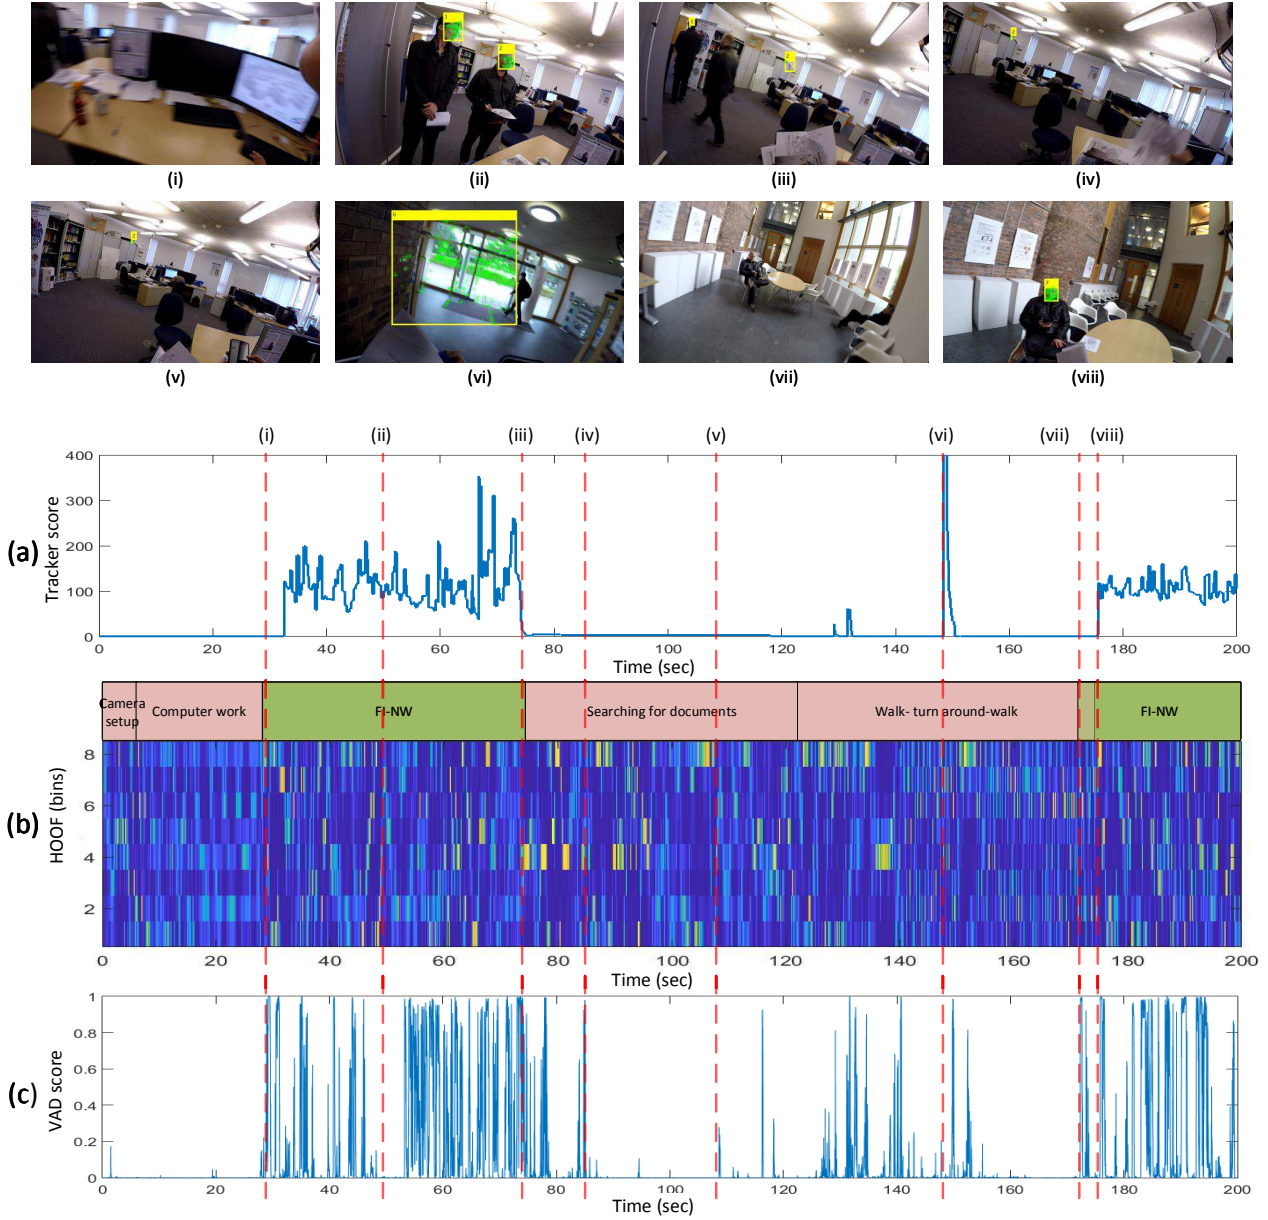 (i)
(ii)
(iii)
(iv)
(v)
(vi)
(vii)
(viii)
(i)
(ii)
(iii)
(iv)
(v)
(vi)
(vii)
(viii)
(a)
Tracker score
400
300
200
100
0
0 20 40 60 80 100 120 140 160 180 200
Time (sec)
Camera setup
Computer work
FI-NW
Searching for documents
Walk- turn around-walk
FI-NW
(b)
HOOF (bins)
8
6
4
2
0 20 40 60 80 100 120 140 160 180 200
Time (sec)
(c)
VAD score
1
0.8
0.6
0.4
0.2
0
0 20 40 60 80 100 120 140 160 180 200
Time (sec)